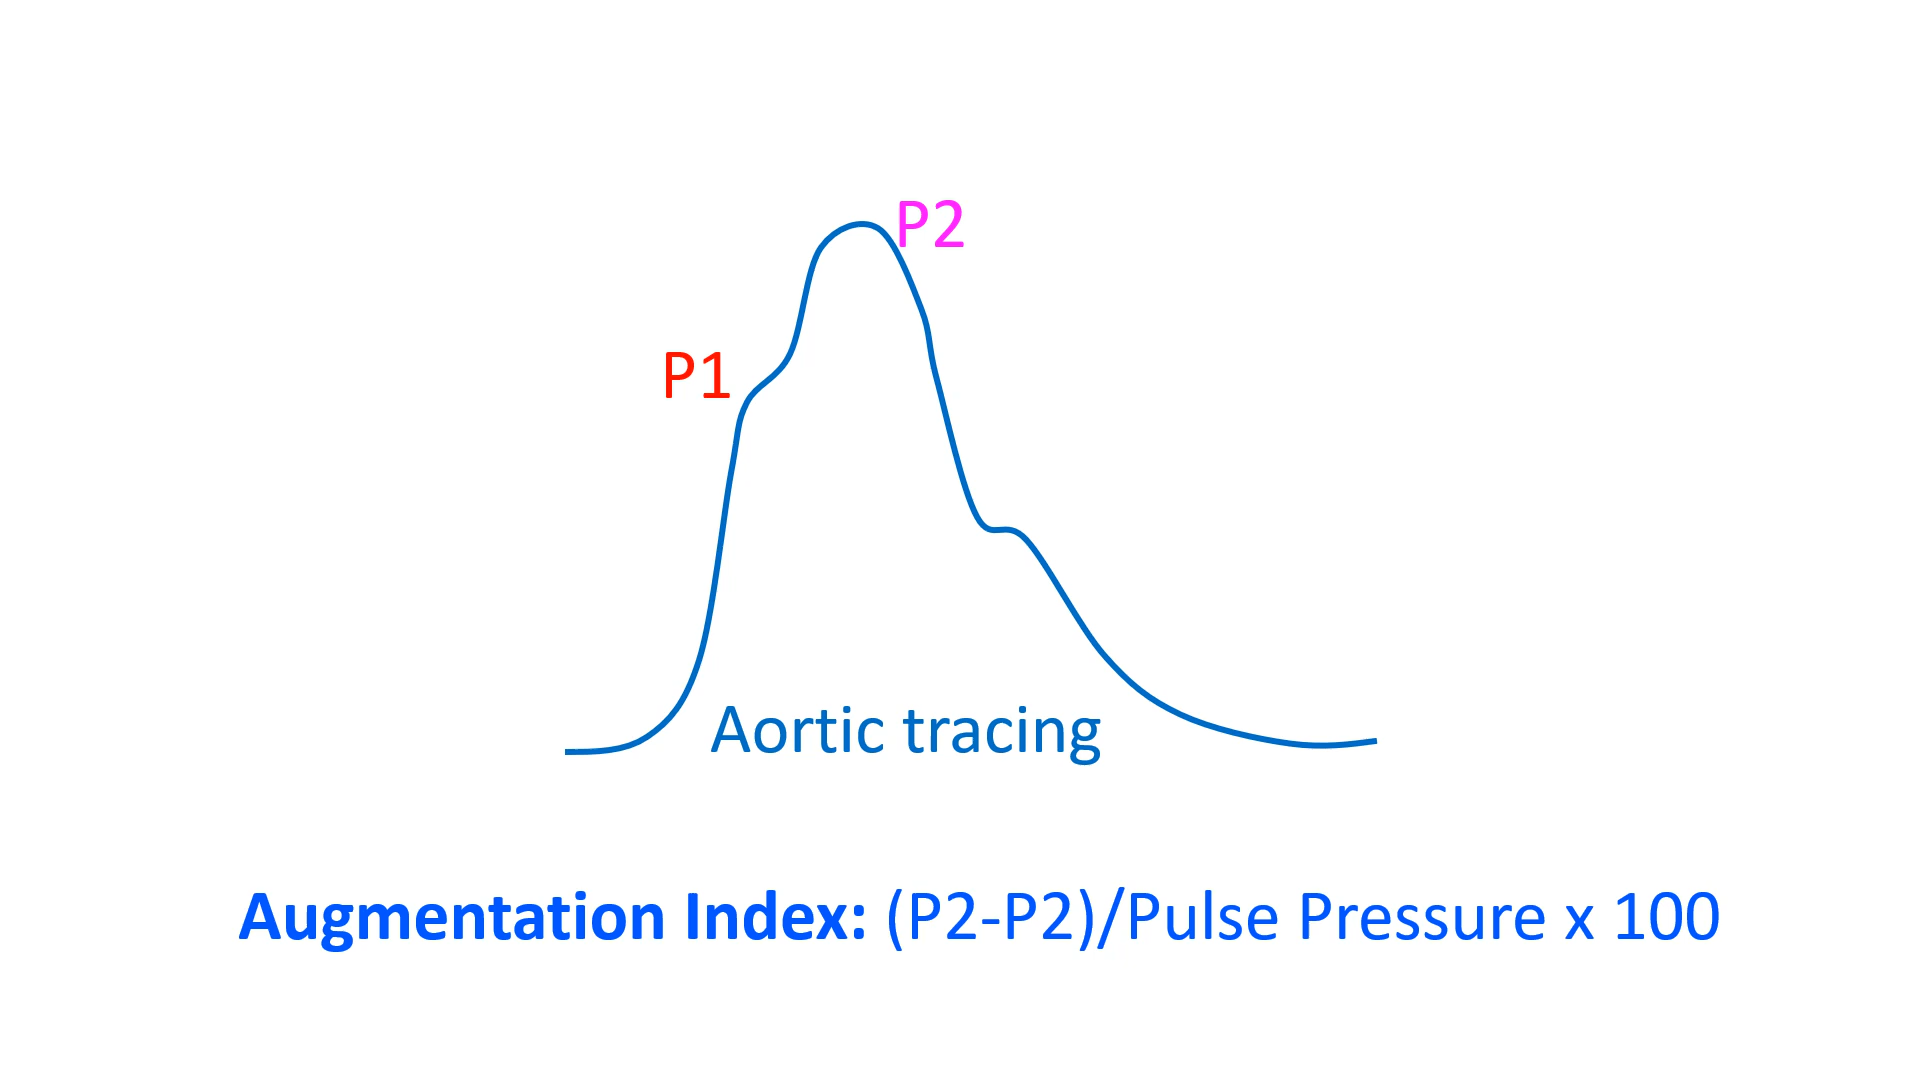 P2
P1
Aortic tracing
Augmentation Index: (P2-P2)/Pulse Pressure x 100